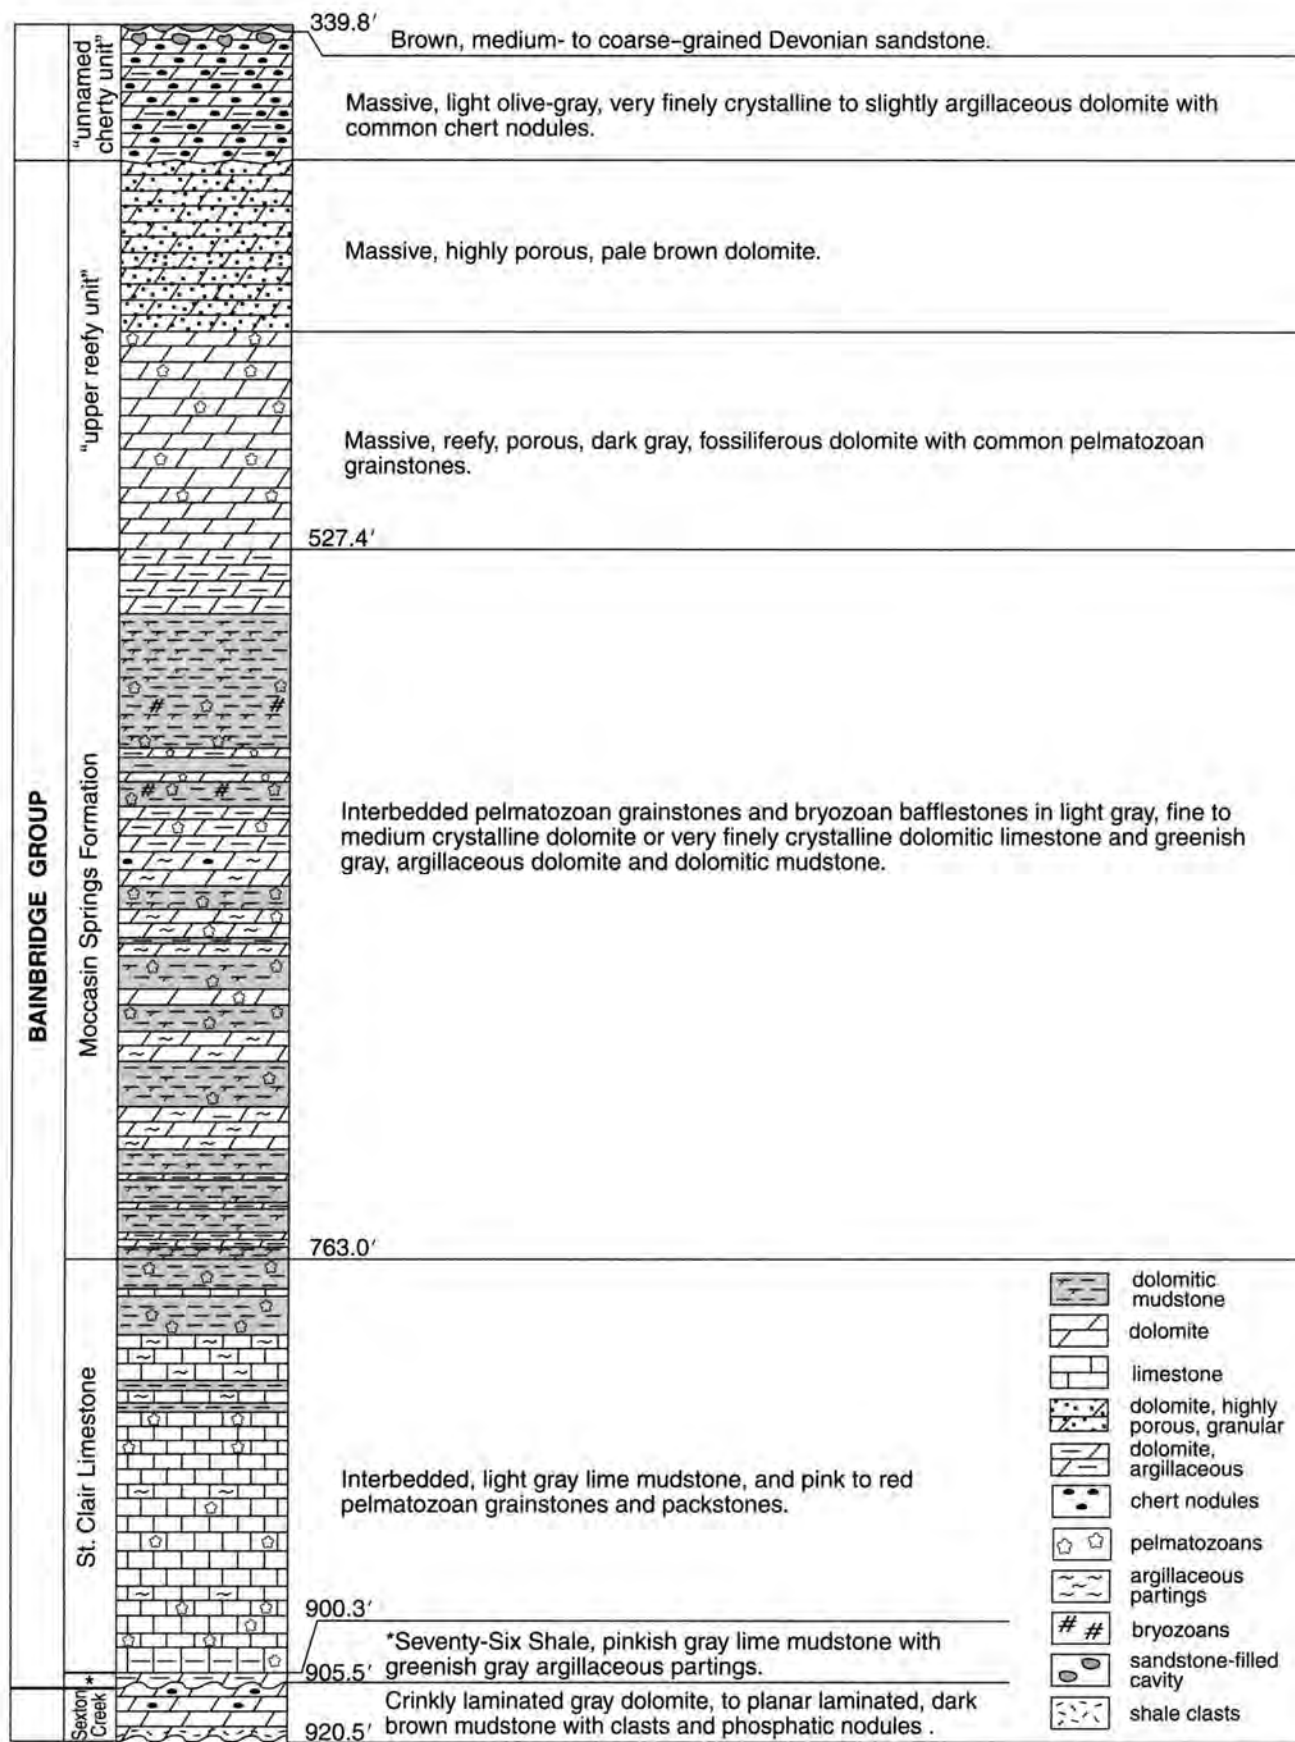 339.8′
Brown, medium- to coarse-grained Devonian sandstone.
"unnamed
cherty unit"
Massive, light olive-gray, very finely crystalline to slightly argillaceous dolomite with
common chert nodules.
"upper reefy unit"
Massive, highly porous, pale brown dolomite.
Massive, reefy, porous, dark gray, fossiliferous dolomite with common pelmatozoan
grainstones.
527.4′
BAINBRIDGE GROUP
Moccasin Springs Formation
Interbedded pelmatozoan grainstones and bryozoan bafflestones in light gray, fine to
medium crystalline dolomite or very finely crystalline dolomitic limestone and greenish
gray, argillaceous dolomite and dolomitic mudstone.
763.0′
St. Clair Limestone
Interbedded, light gray lime mudstone, and pink to red
pelmatozoan grainstones and packstones.
900.3′
*Seventy-Six Shale, pinkish gray lime mudstone with
greenish gray argillaceous partings.
905.5′
*
Sexton
Creek
Crinkly laminated gray dolomite, to planar laminated, dark
brown mudstone with clasts and phosphatic nodules .
920.5′
dolomitic
mudstone
dolomite
limestone
dolomite, highly
porous, granular
dolomite,
argillaceous
chert nodules
pelmatozoans
argillaceous
partings
bryozoans
sandstone-filled
cavity
shale clasts